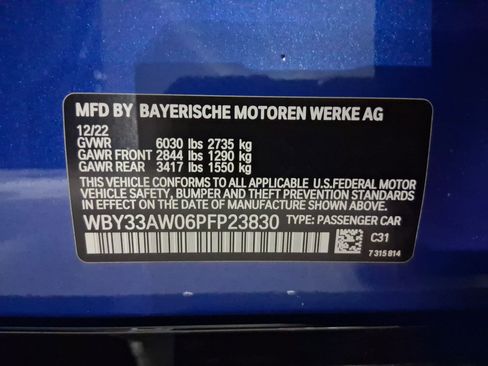 MFD BY BAYERISCHE MOTOREN WERKE AG
12/22
GVWR 6030 lbs 2735 kg
GAWR FRONT 2844 lbs 1290 kg
GAWR REAR 3417 lbs 1550 kg
THIS VEHICLE CONFORMS TO ALL APPLICABLE U.S.FEDERAL MOTOR
VEHICLE SAFETY, BUMPER, AND THEFT PREVENTION STANDARDS
IN EFFECT ON THE DATE OF MANUFACTURE SHOWN ABOVE.
WBY33AW06PFP23830 TYPE: PASSENGER CAR
C31
7 315 814